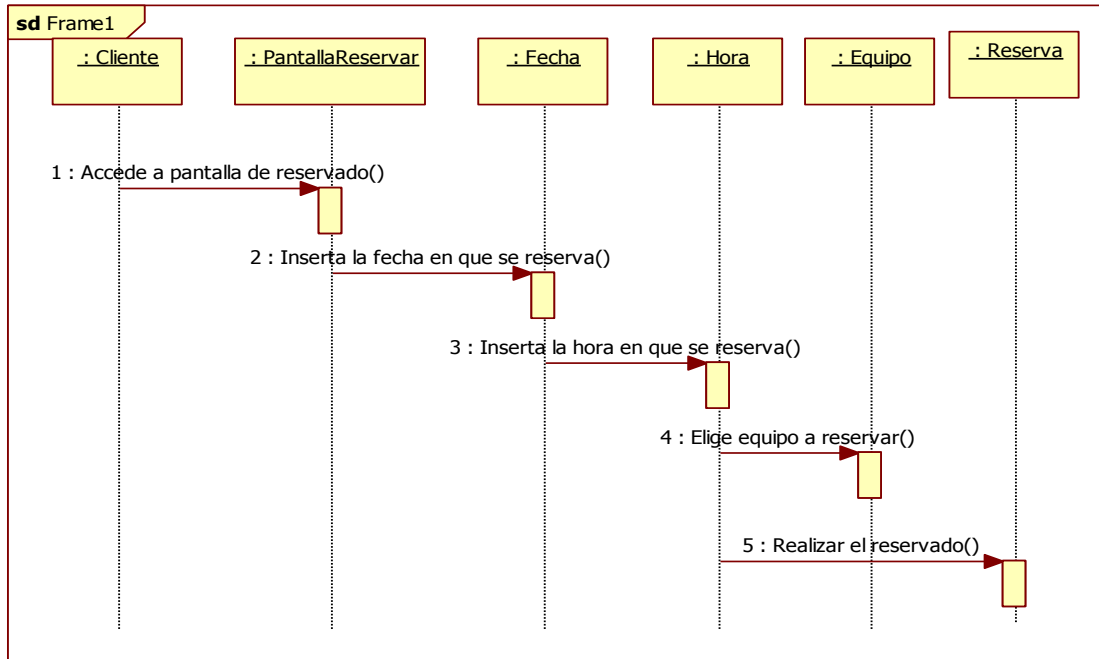 sd Frame1
: Cliente
: PantallaReservar
: Fecha
: Hora
: Equipo
: Reserva
1 : Accede a pantalla de reservado()
2 : Inserta la fecha en que se reserva()
3 : Inserta la hora en que se reserva()
4 : Elige equipo a reservar()
5 : Realizar el reservado()